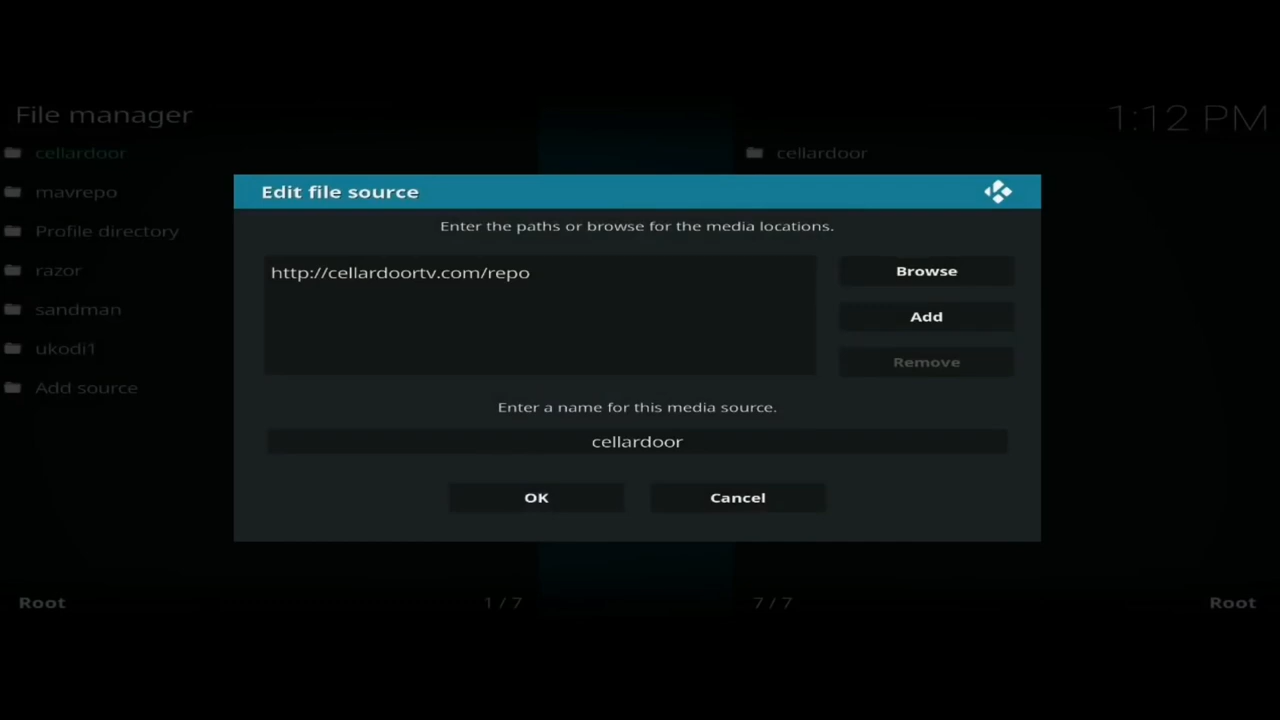 File manager
1:12 PM
cellardoor
mavrepo
Profile directory
razor
sandman
ukodi1
Add source
cellardoor
Edit file source
Enter the paths or browse for the media locations.
http://cellardoortv.com/repo
Browse
Add
Remove
Enter a name for this media source.
cellardoor
OK
Cancel
Root
1 / 7
7 / 7
Root